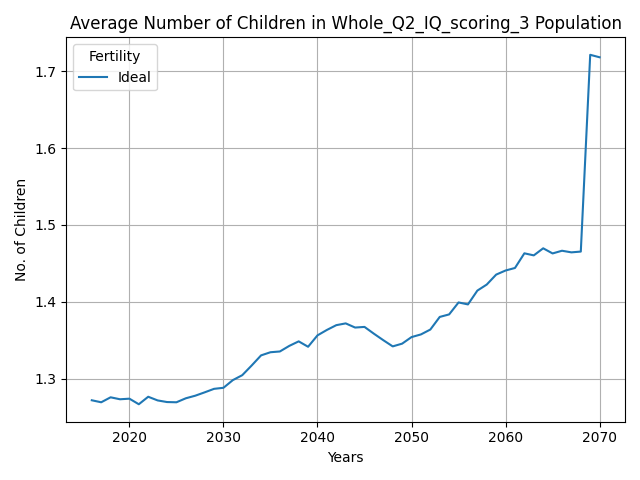 Average Number of Children in Whole_Q2_IQ_scoring_3 Population
Fertility
Ideal
No. of Children
1.7
1.6
1.5
1.4
1.3
2020 2030 2040 2050 2060 2070
Years